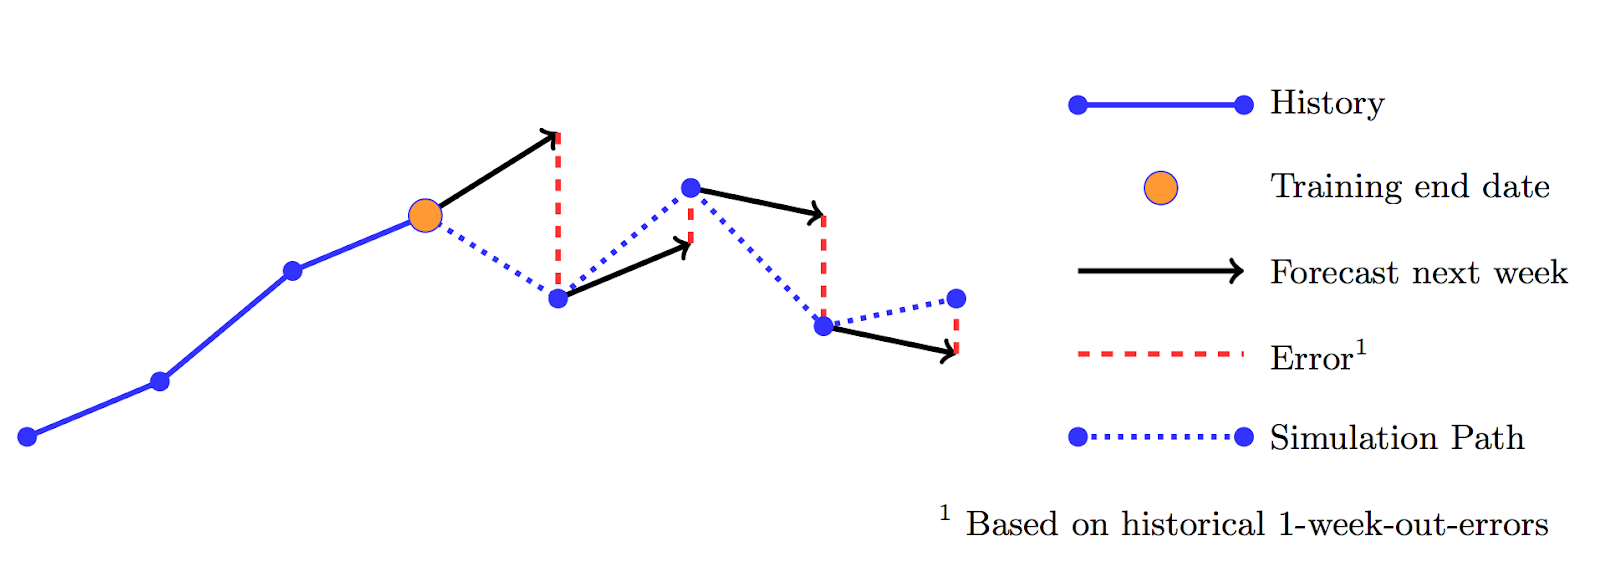 History
Training end date
Forecast next week
Error¹
Simulation Path
¹ Based on historical 1-week-out-errors